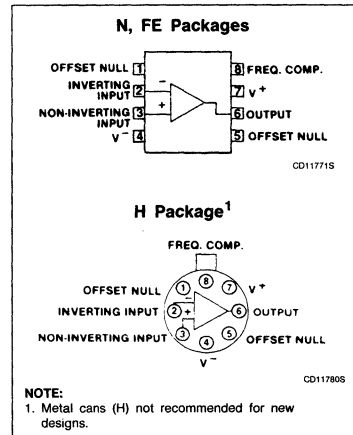 N, FE Packages
OFFSET NULL 1
8 FREQ. COMP.
INVERTING
INPUT 2
−
7 V+
NON-INVERTING
INPUT 3
+
6 OUTPUT
V− 4
5 OFFSET NULL
CD11771S
H Package1
FREQ. COMP.
8
OFFSET NULL 1
7 V+
INVERTING INPUT 2
−
+
6 OUTPUT
NON-INVERTING INPUT 3
5 OFFSET NULL
4
V−
CD11780S
NOTE:
1. Metal cans (H) not recommended for new
designs.